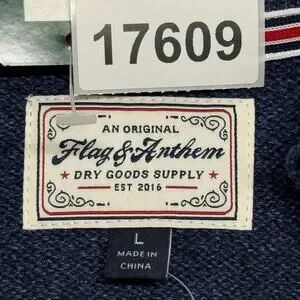 17609
AN ORIGINAL
Flag & Anthem
DRY GOODS SUPPLY
EST 2016
L
MADE IN
CHINA